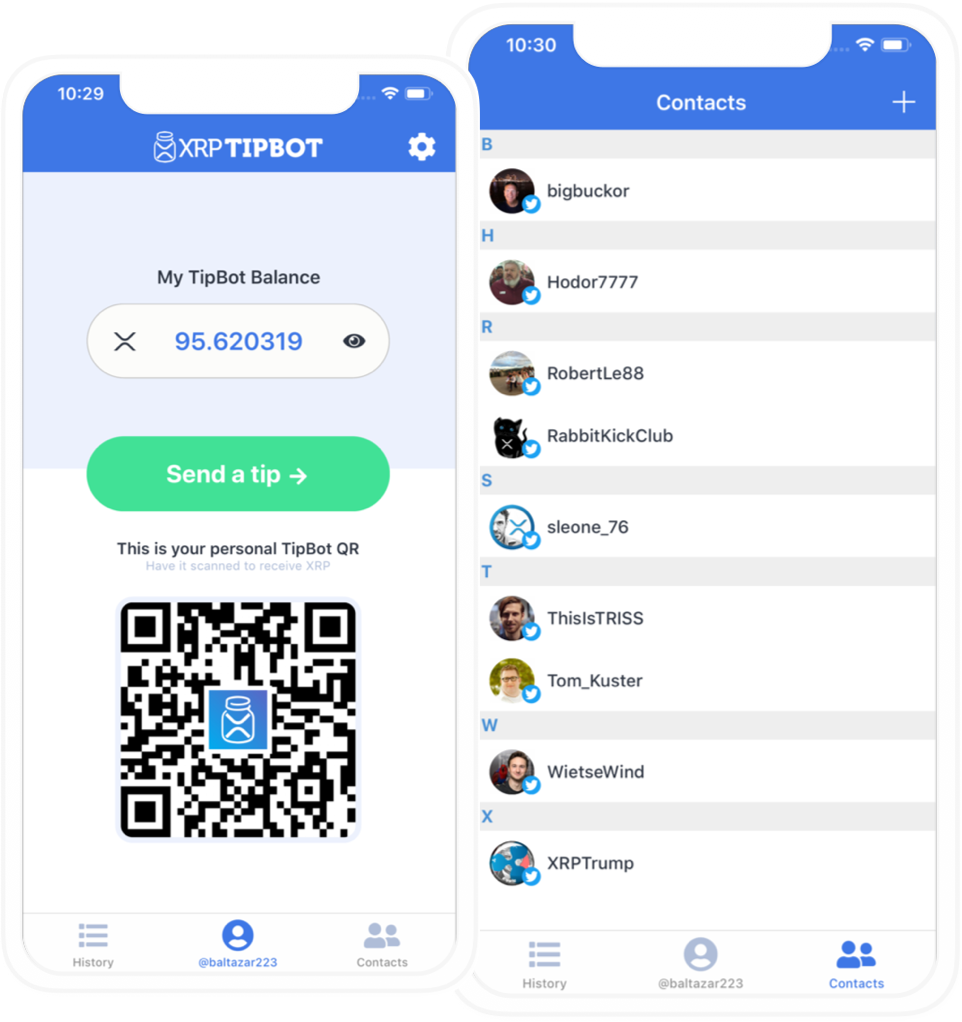 10:29
XRP TIPBOT
My TipBot Balance
95.620319
Send a tip →
This is your personal TipBot QR
Have it scanned to receive XRP
History
@baltazar223
Contacts
10:30
Contacts
B
bigbuckor
H
Hodor7777
R
RobertLe88
RabbitKickClub
S
sleone_76
T
ThisIsTRISS
Tom_Kuster
W
WietseWind
X
XRPTrump
History
@baltazar223
Contacts